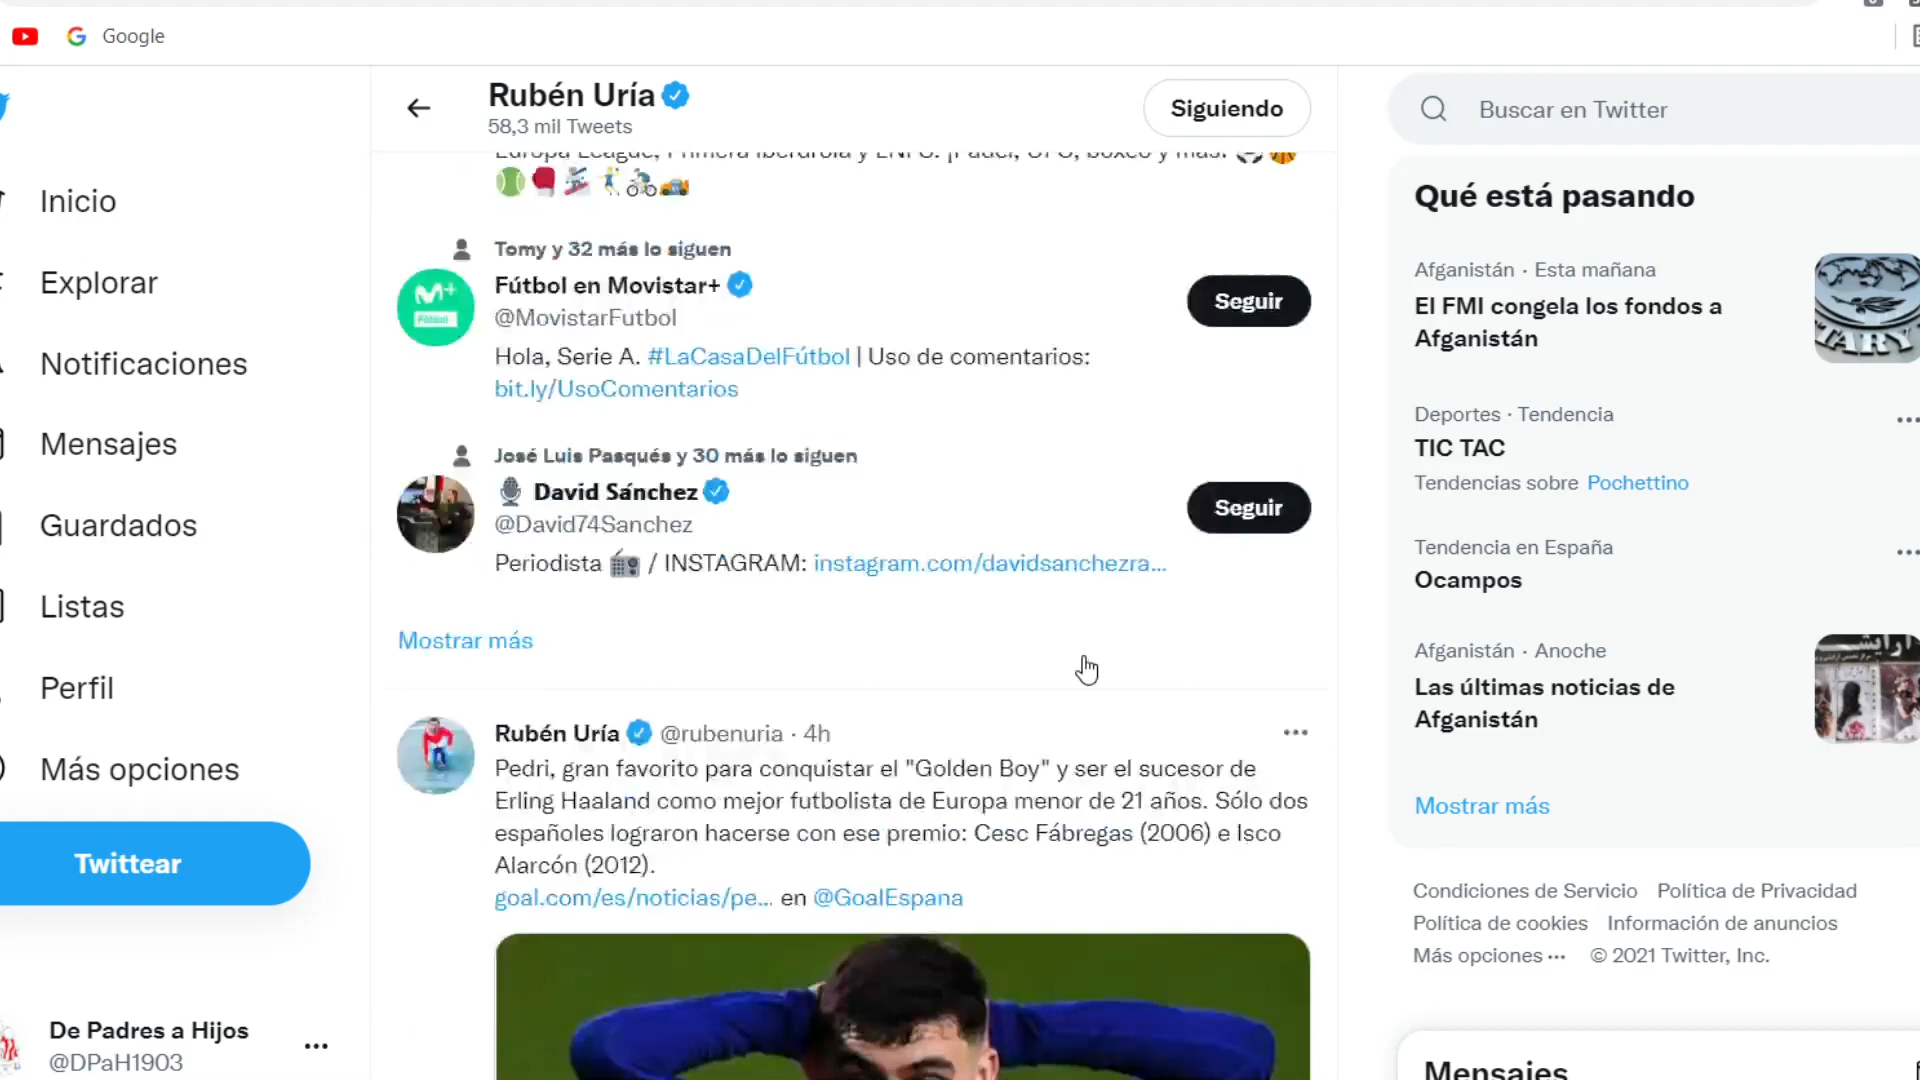 Google
Rubén Uría
58,3 mil Tweets
Siguiendo
Buscar en Twitter
Inicio
Explorar
Notificaciones
Mensajes
Guardados
Listas
Perfil
Más opciones
Twittear
De Padres a Hijos
@DPaH1903
Europa League, Primera Iberdrola y LNFS. ¡Pádel, UFC, boxeo y más!
Tomy y 32 más lo siguen
Fútbol en Movistar+
@MovistarFutbol
Seguir
Hola, Serie A. #LaCasaDelFútbol | Uso de comentarios:
bit.ly/UsoComentarios
José Luis Pasqués y 30 más lo siguen
David Sánchez
@David74Sanchez
Seguir
Periodista 📻 / INSTAGRAM: instagram.com/davidsanchezra...
Mostrar más
Rubén Uría @rubenuria · 4h
Pedri, gran favorito para conquistar el "Golden Boy" y ser el sucesor de
Erling Haaland como mejor futbolista de Europa menor de 21 años. Sólo dos
españoles lograron hacerse con ese premio: Cesc Fábregas (2006) e Isco
Alarcón (2012).
goal.com/es/noticias/pe... en @GoalEspana
Qué está pasando
Afganistán · Esta mañana
El FMI congela los fondos a
Afganistán
TARY
Deportes · Tendencia
TIC TAC
Tendencias sobre Pochettino
Tendencia en España
Ocampos
Afganistán · Anoche
Las últimas noticias de
Afganistán
Mostrar más
Condiciones de Servicio Política de Privacidad
Política de cookies Información de anuncios
Más opciones ··· © 2021 Twitter, Inc.
Mensajes